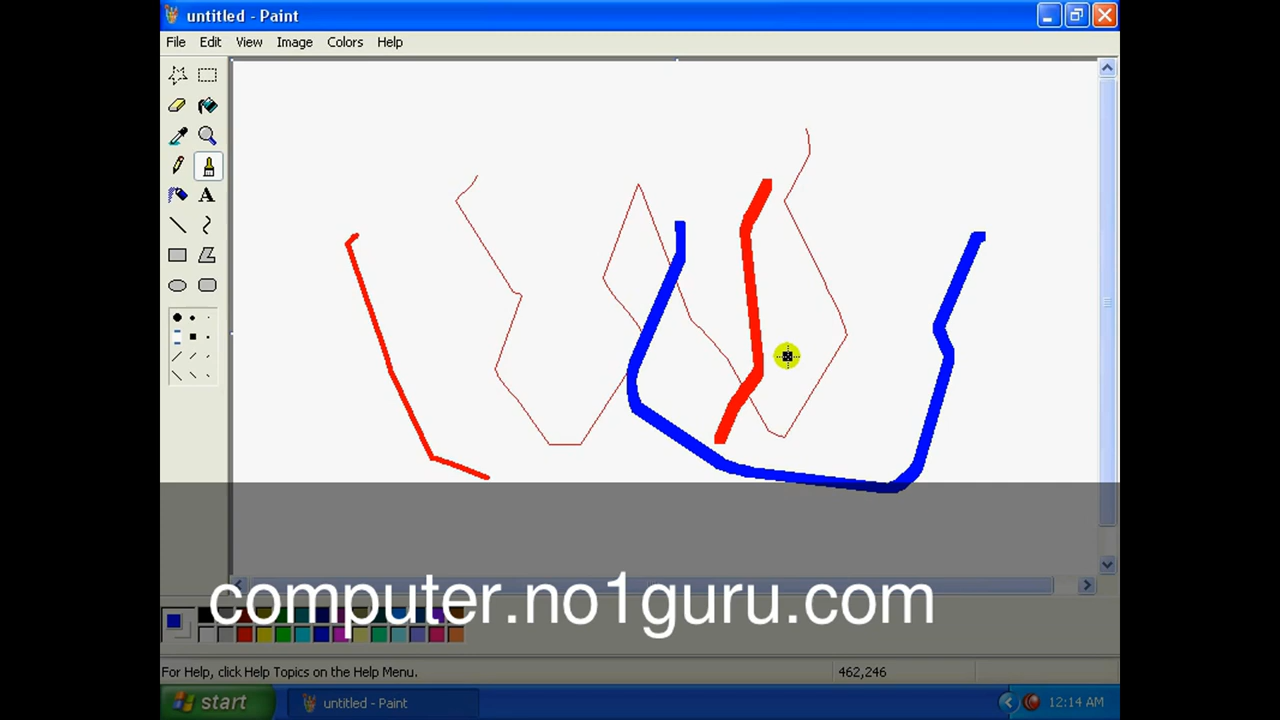 untitled - Paint
File Edit View Image Colors Help
A
computer.no1guru.com
For Help, click Help Topics on the Help Menu.
462,246
start
untitled - Paint
12:14 AM